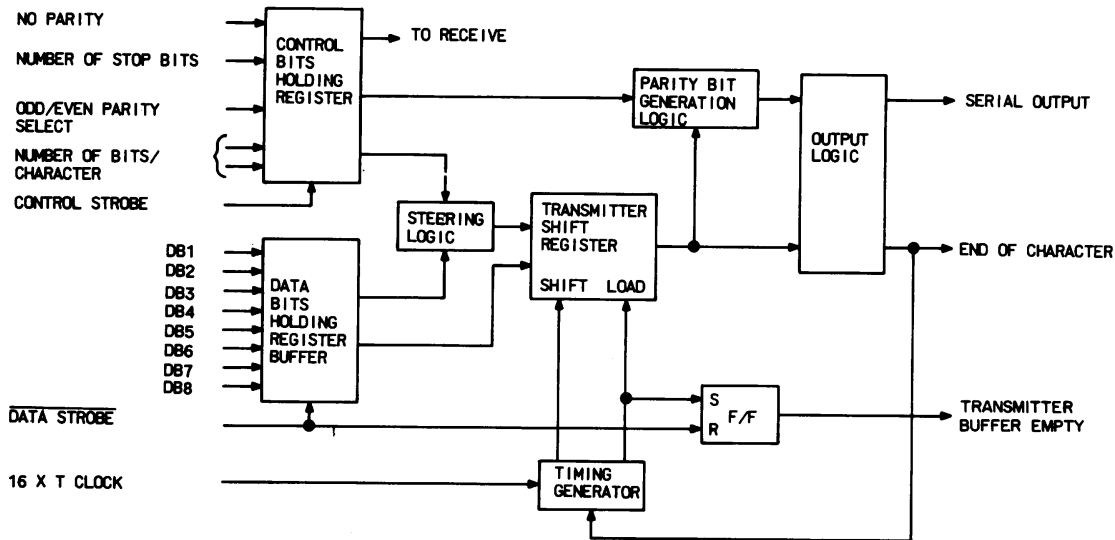 NO PARITY
NUMBER OF STOP BITS
ODD/EVEN PARITY
SELECT
NUMBER OF BITS/
CHARACTER
CONTROL STROBE
CONTROL
BITS
HOLDING
REGISTER
TO RECEIVE
PARITY BIT
GENERATION
LOGIC
OUTPUT
LOGIC
SERIAL OUTPUT
END OF CHARACTER
STEERING
LOGIC
TRANSMITTER
SHIFT
REGISTER
SHIFT LOAD
DB1
DB2
DB3
DB4
DB5
DB6
DB7
DB8
DATA
BITS
HOLDING
REGISTER
BUFFER
DATA STROBE
S
F/F
R
TRANSMITTER
BUFFER EMPTY
16 X T CLOCK
TIMING
GENERATOR